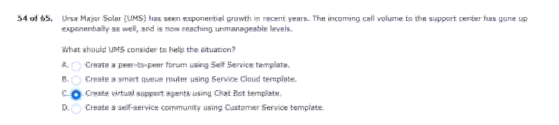 54 of 65. Ursa Major Solar (UMS) has seen exponential growth in recent years. The incoming call volume to the support center has gone up
exponentially as well, and is now reaching unmanageable levels.
What should UMS consider to help the situation?
A. Create a peer-to-peer forum using Self Service template.
B. Create a smart queue router using Service Cloud template.
C. Create virtual support agents using Chat Bot template.
D. Create a self-service community using Customer Service template.